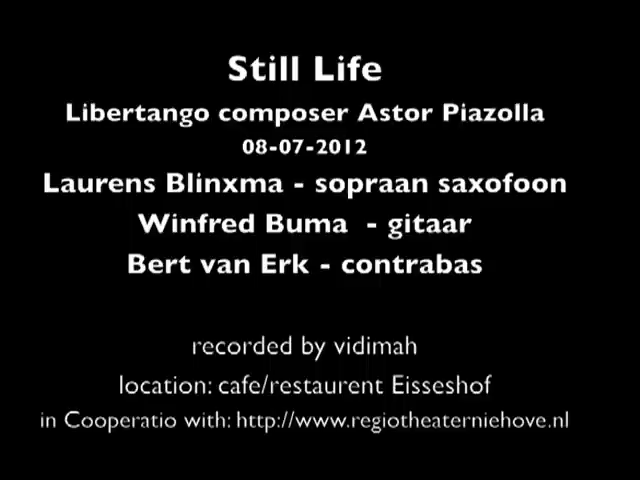 Still Life
Libertango composer Astor Piazolla
08-07-2012
Laurens Blinxma - sopraan saxofoon
Winfred Buma - gitaar
Bert van Erk - contrabas
recorded by vidimah
location: cafe/restaurent Eisseshof
in Cooperatio with: http://www.regiotheaterniehove.nl